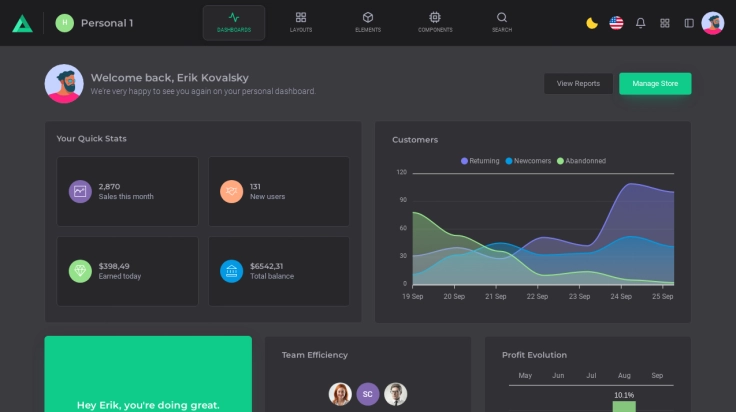 H
Personal 1
DASHBOARDS
LAYOUTS
ELEMENTS
COMPONENTS
SEARCH
Welcome back, Erik Kovalsky
We're very happy to see you again on your personal dashboard.
View Reports
Manage Store
Your Quick Stats
2,870
Sales this month
131
New users
$398,49
Earned today
$6542,31
Total balance
Customers
Returning
Newcomers
Abandonned
120
90
60
30
0
19 Sep
20 Sep
21 Sep
22 Sep
23 Sep
24 Sep
25 Sep
Hey Erik, you're doing great.
Team Efficiency
SC
Profit Evolution
May
Jun
Jul
Aug
Sep
10.1%